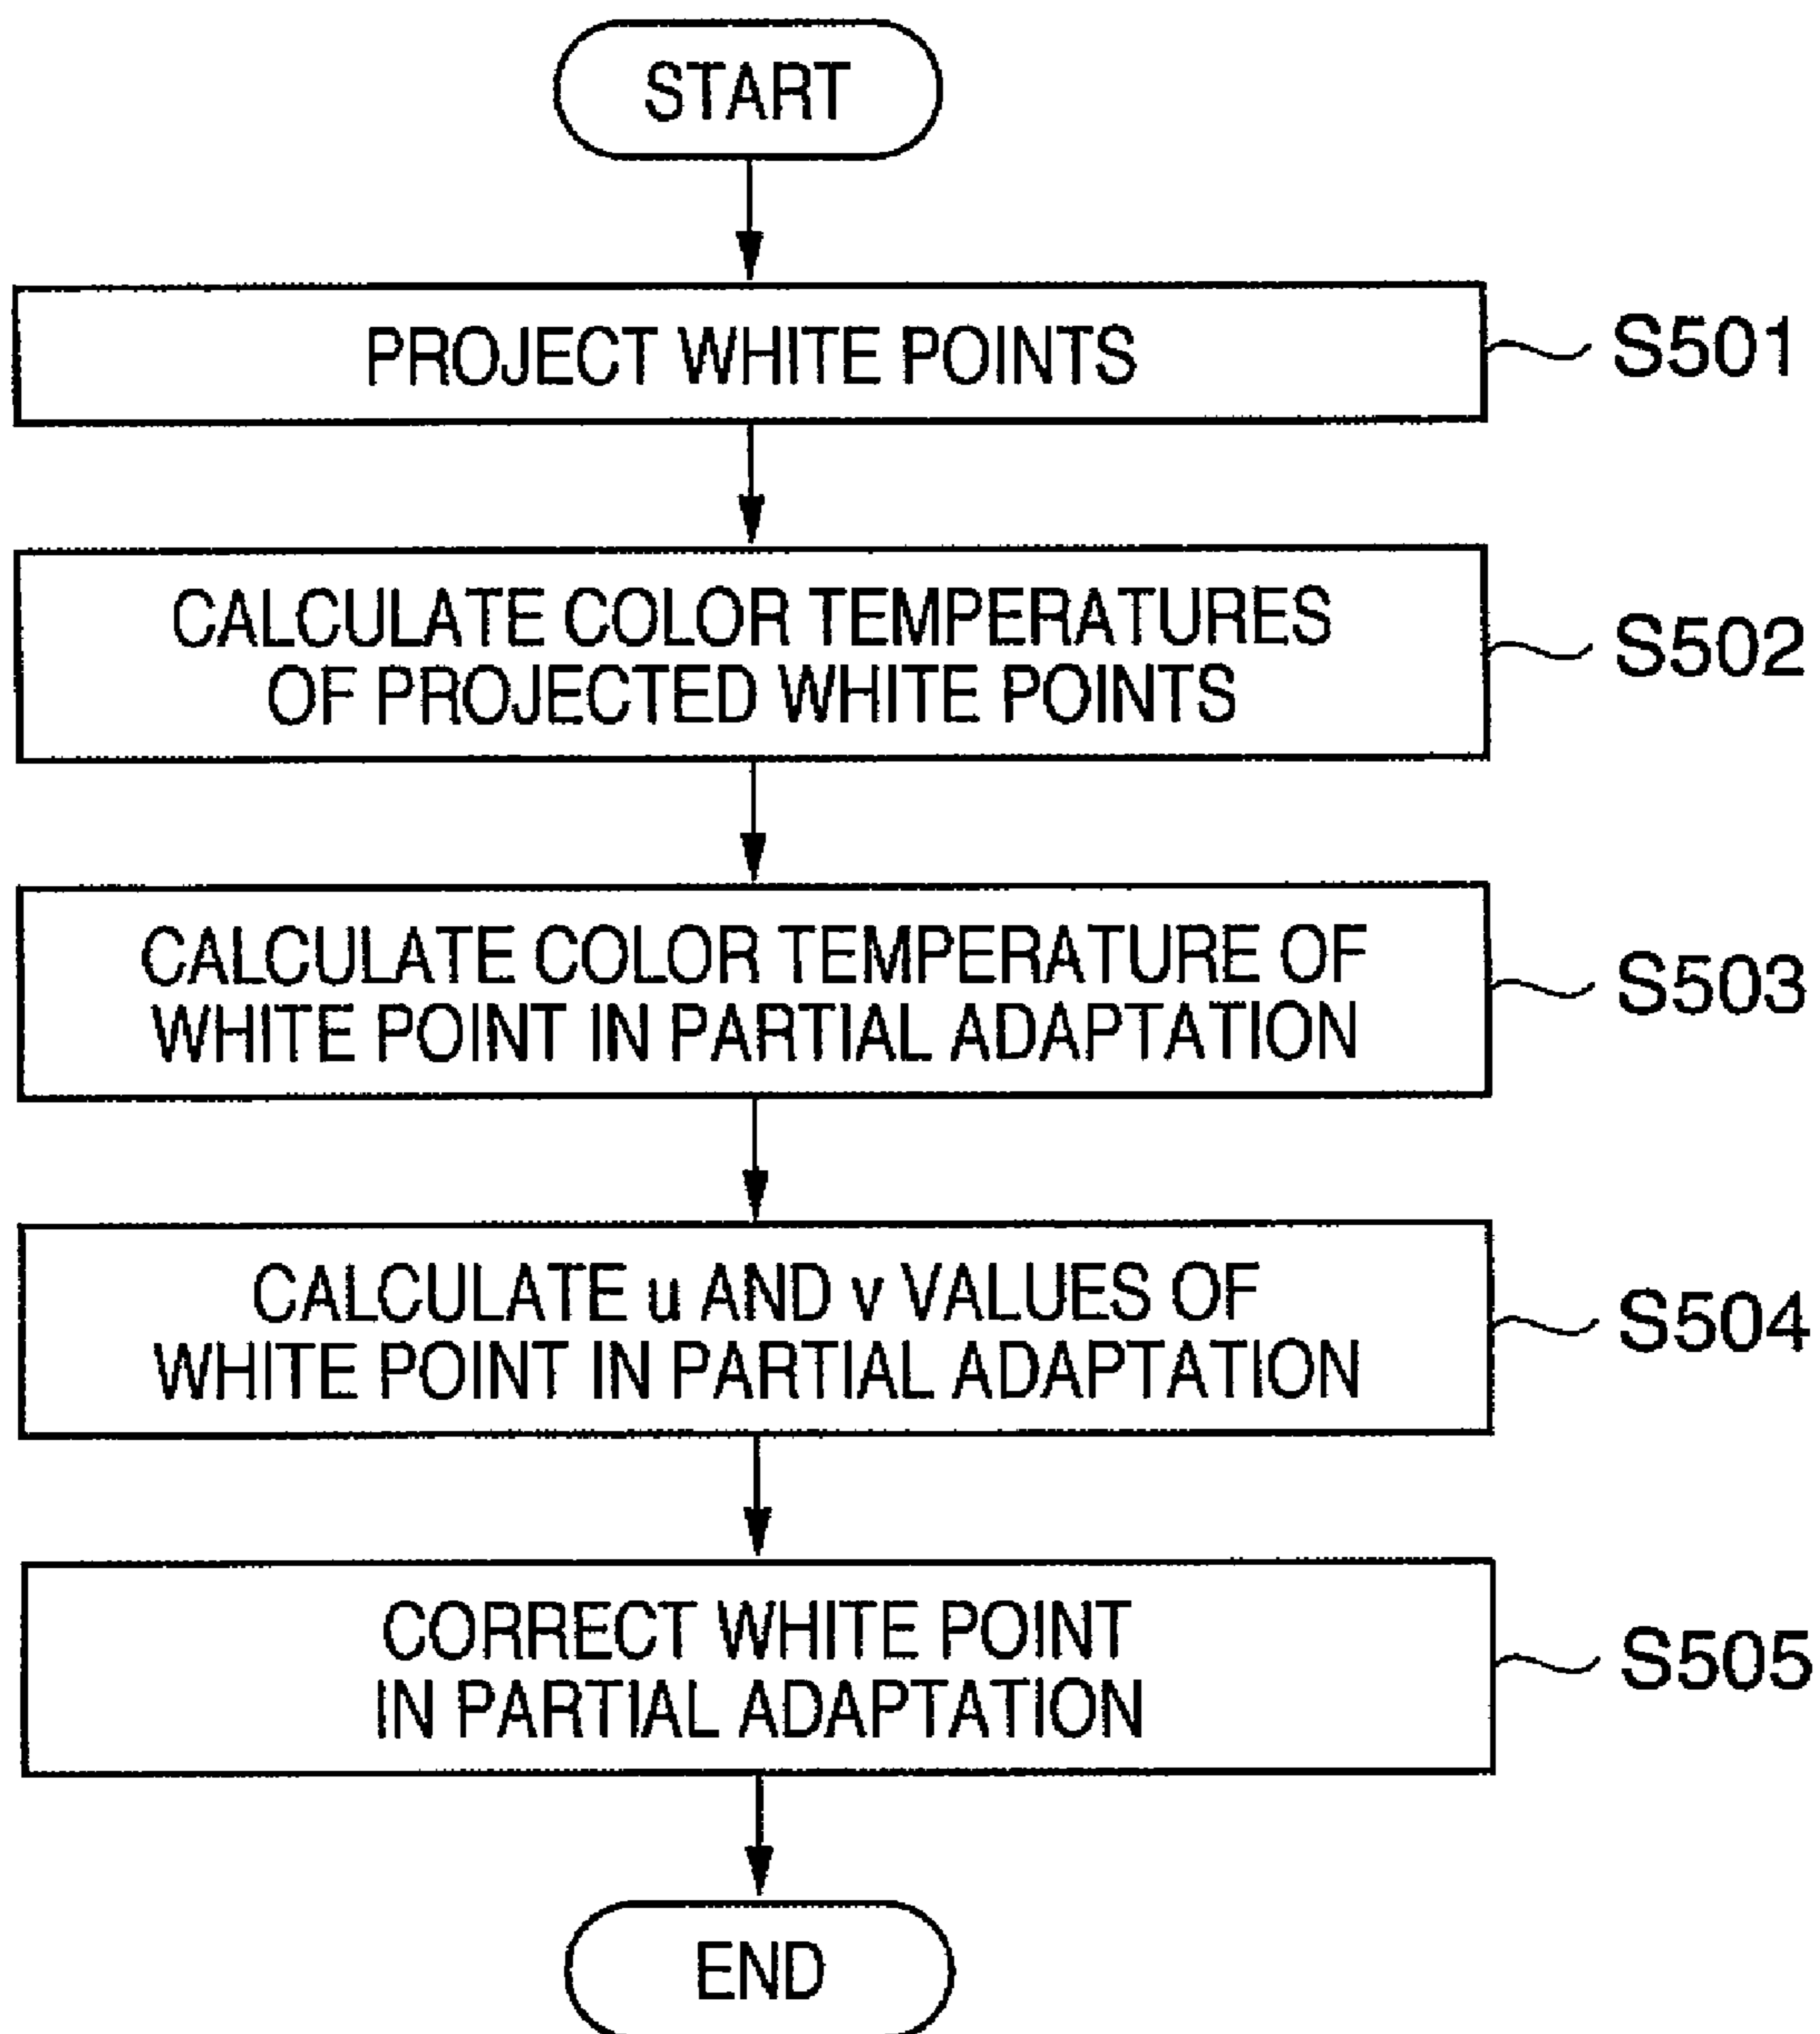 START
PROJECT WHITE POINTS
S501
CALCULATE COLOR TEMPERATURES
OF PROJECTED WHITE POINTS
S502
CALCULATE COLOR TEMPERATURE OF
WHITE POINT IN PARTIAL ADAPTATION
S503
CALCULATE u AND v VALUES OF
WHITE POINT IN PARTIAL ADAPTATION
S504
CORRECT WHITE POINT
IN PARTIAL ADAPTATION
S505
END